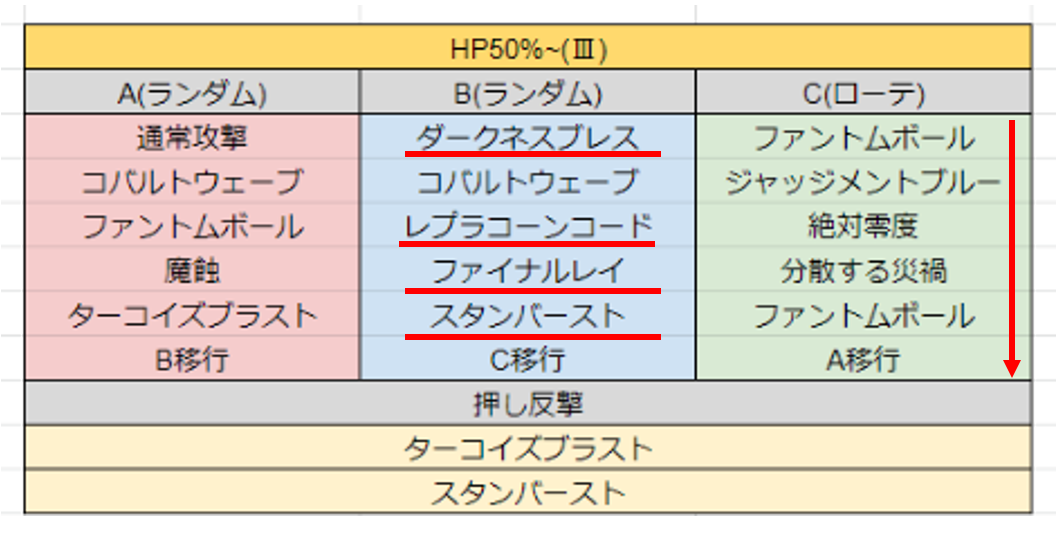 HP50%~(Ⅲ)
A(ランダム) B(ランダム) C(ローテ)
通常攻撃 ダークネスブレス ファントムボール
コバルトウェーブ コバルトウェーブ ジャッジメントブルー
ファントムボール レプラコーンコード 絶対零度
魔蝕 ファイナルレイ 分散する災禍
ターコイズブラスト スタンバースト ファントムボール
B移行 C移行 A移行
押し反撃
ターコイズブラスト
スタンバースト